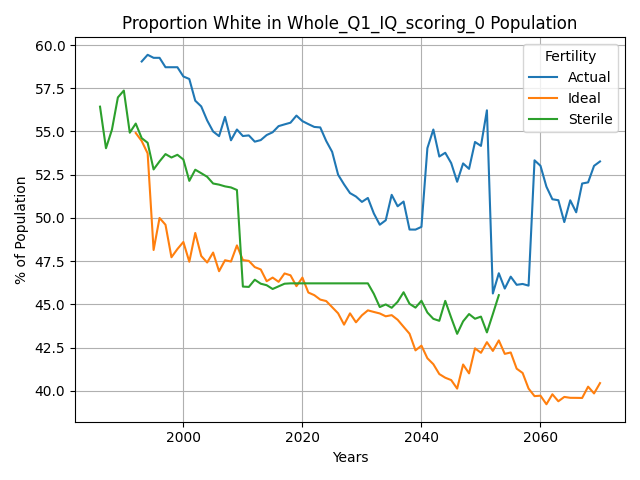 Proportion White in Whole_Q1_IQ_scoring_0 Population
60.0
57.5
55.0
52.5
50.0
47.5
45.0
42.5
40.0
% of Population
Fertility
Actual
Ideal
Sterile
2000
2020
2040
2060
Years